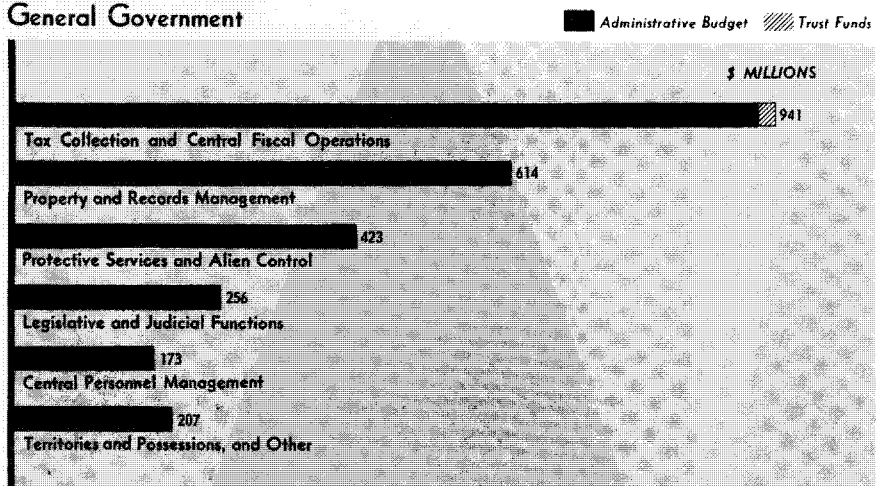 General Government
Administrative Budget Trust Funds
$ MILLIONS
941
Tax Collection and Central Fiscal Operations
614
Property and Records Management
423
Protective Services and Alien Control
256
Legislative and Judicial Functions
173
Central Personnel Management
207
Territories and Possessions, and Other